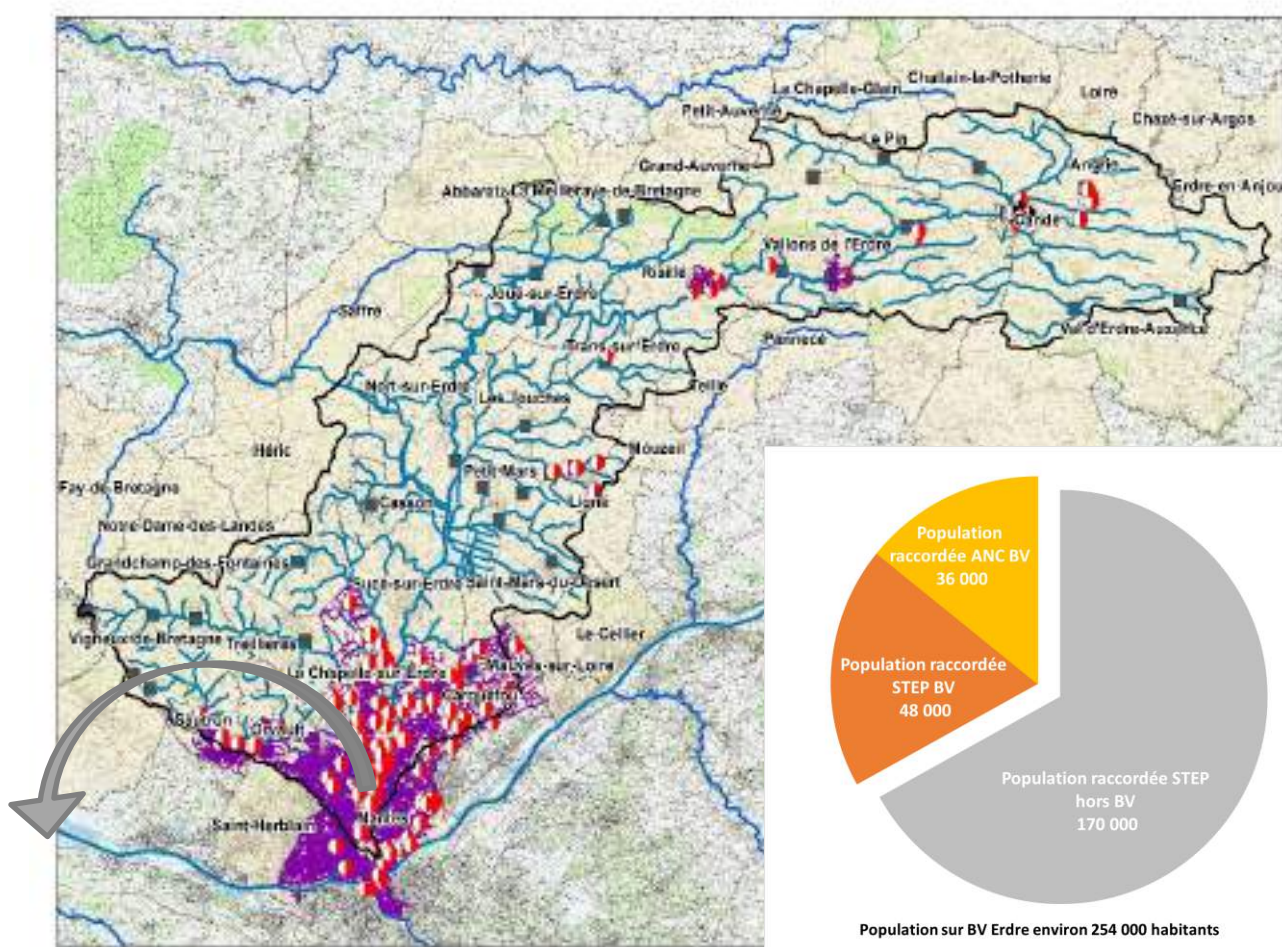 Challain-la-Potherie
La Chapelle-Glain
Loiré
Petit-Auverné
Chazé-sur-Argos
Le Pin
Grand-Auverné
Angrie
Erdre-en-Anjou
Abbaretz
La Meilleraye-de-Bretagne
Candé
Vallons de l'Erdre
Riaillé
Joué-sur-Erdre
Saffré
Val d'Erdre-Auxence
Trans-sur-Erdre
Pannecé
Teillé
Nort-sur-Erdre
Les Touches
Héric
Mouzeil
Petit-Mars
Fay-de-Bretagne
Ligné
Casson
Notre-Dame-des-Landes
Grandchamp-des-Fontaines
Sucé-sur-Erdre
Saint-Mars-du-Désert
Le Cellier
Vigneux-de-Bretagne
Treillières
La Chapelle-sur-Erdre
Mauves-sur-Loire
Carquefou
Sautron
Orvault
Saint-Herblain
Nantes
Population
raccordée ANC BV
36 000
Population raccordée
STEP BV
48 000
Population raccordée STEP
hors BV
170 000
Population sur BV Erdre environ 254 000 habitants